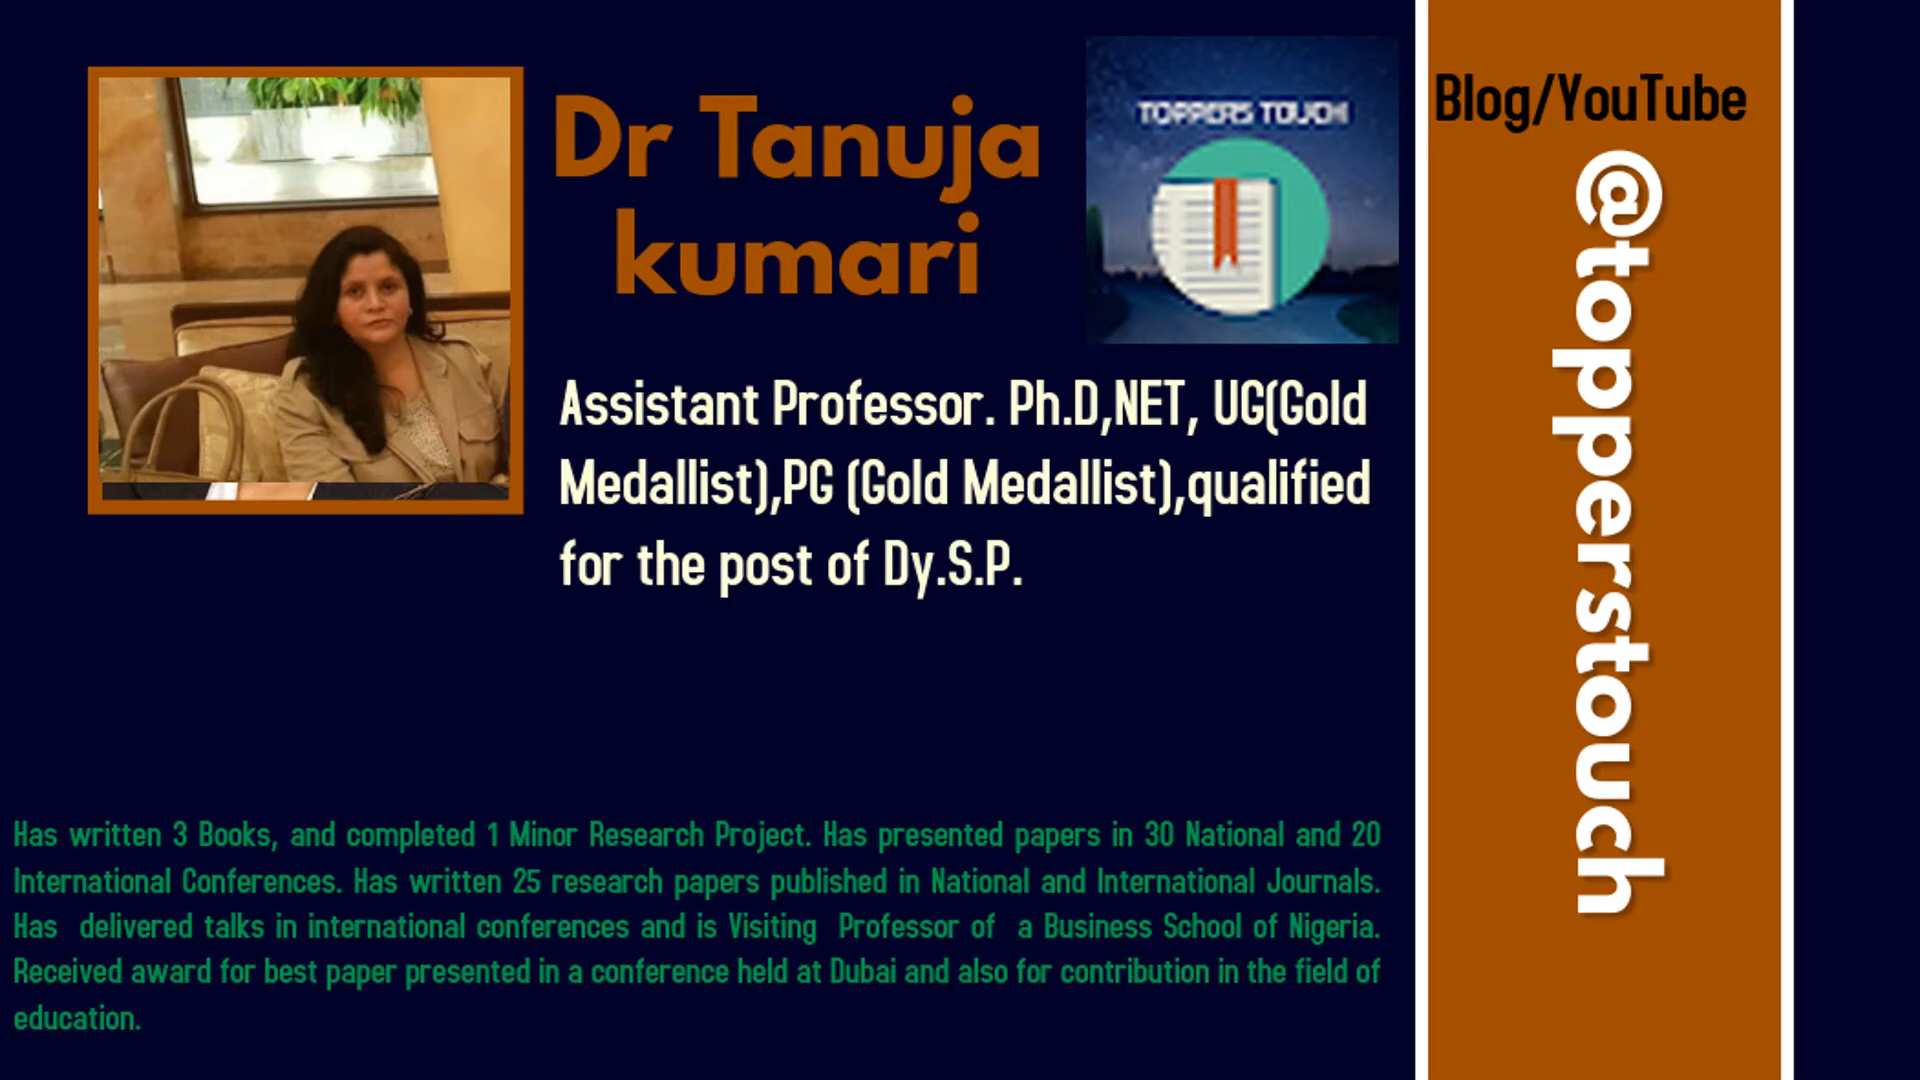 Dr Tanuja
kumari
TOPPERS TOUCH
Blog/YouTube
@topperstouch
Assistant Professor. Ph.D,NET, UG(Gold
Medallist),PG (Gold Medallist),qualified
for the post of Dy.S.P.
Has written 3 Books, and completed 1 Minor Research Project. Has presented papers in 30 National and 20
International Conferences. Has written 25 research papers published in National and International Journals.
Has delivered talks in international conferences and is Visiting Professor of a Business School of Nigeria.
Received award for best paper presented in a conference held at Dubai and also for contribution in the field of
education.